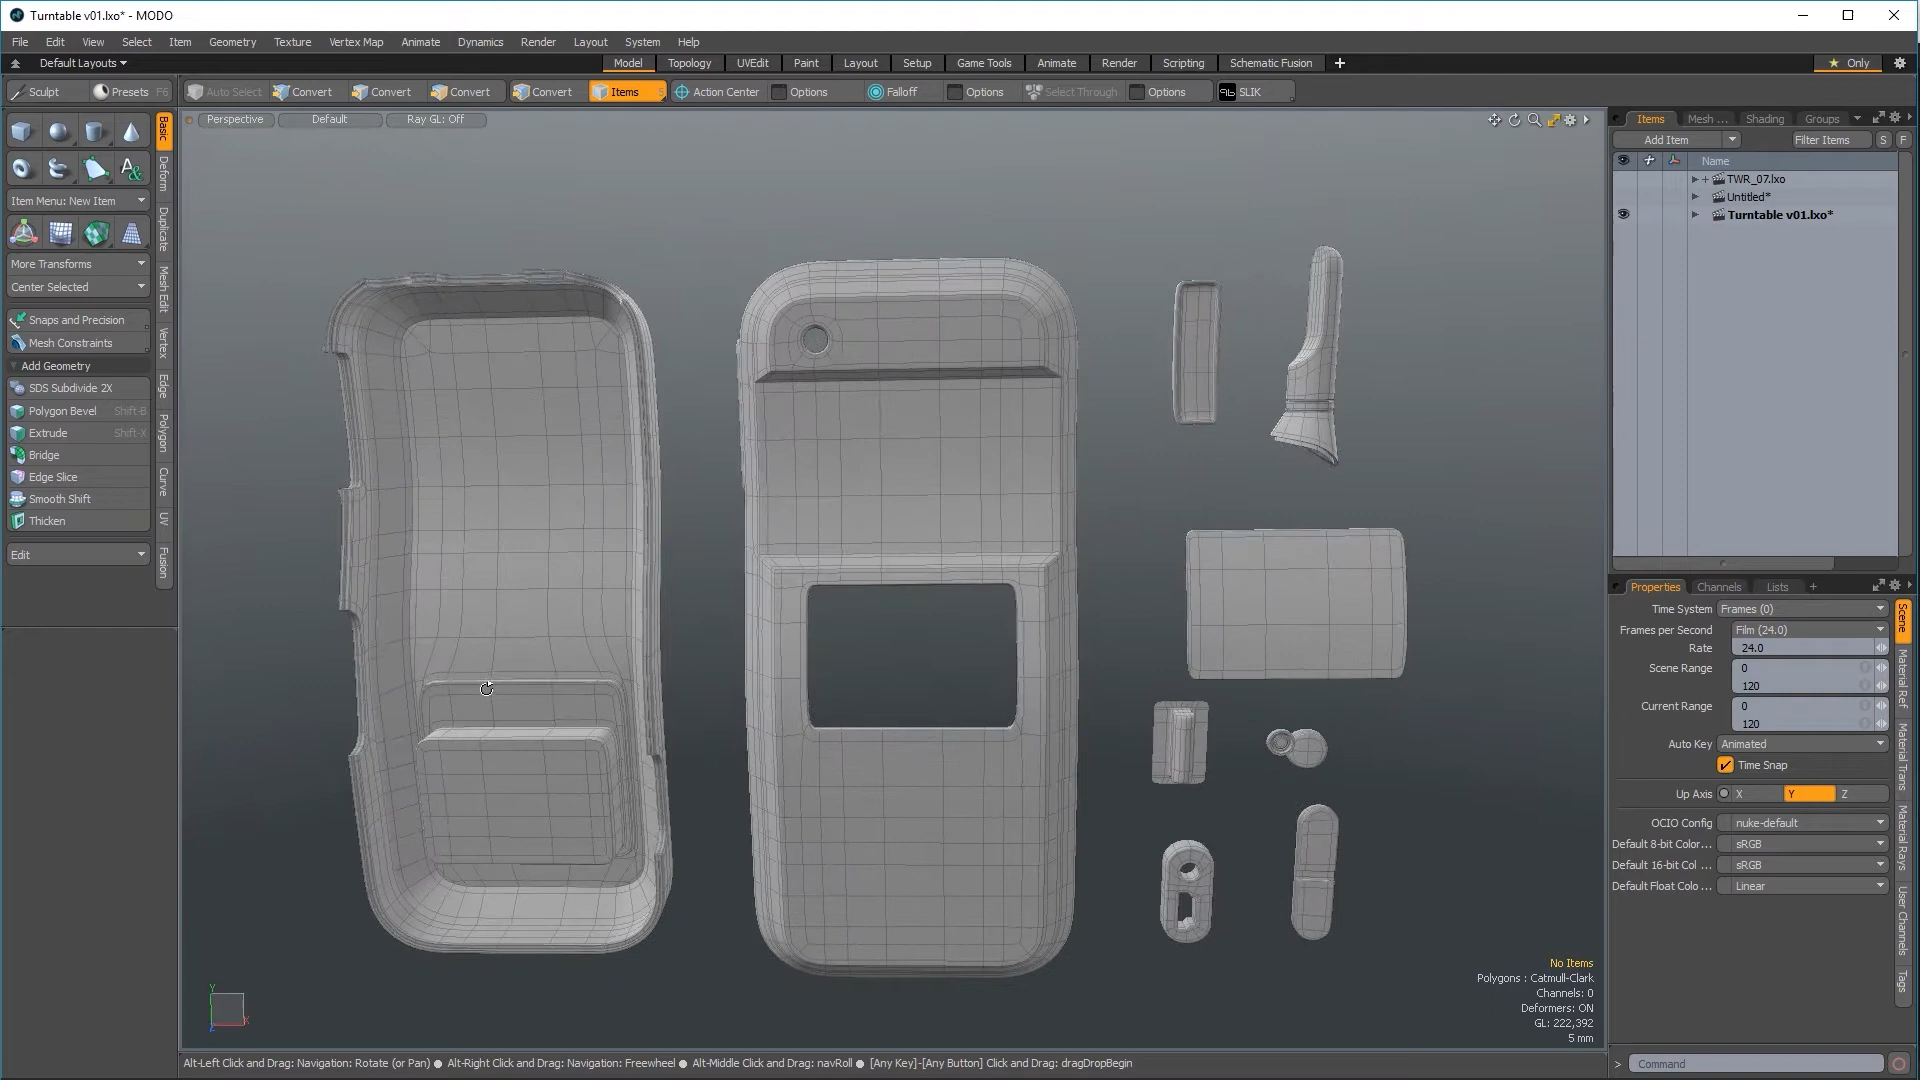 Turntable v01.lxo* - MODO
File Edit View Select Item Geometry Texture Vertex Map Animate Dynamics Render Layout System Help
Default Layouts Model Topology UVEdit Paint Layout Setup Game Tools Animate Render Scripting Schematic Fusion + Only
Sculpt Presets F6 Auto Select Convert Convert Convert Convert Items 5 Action Center Options Falloff Options Select Through Options SLIK
Perspective Default Ray GL: Off
Basic
Deform
Duplicate
Mesh Edit
Vertex
Edge
Polygon
Curve
UV
Fusion
Item Menu: New Item
More Transforms
Center Selected
Snaps and Precision
Mesh Constraints
Add Geometry
SDS Subdivide 2X
Polygon Bevel Shift-B
Extrude Shift-X
Bridge
Edge Slice
Smooth Shift
Thicken
Edit
Items Mesh ... Shading Groups
Add Item Filter Items S F
Name
TWR_07.lxo
Untitled*
Turntable v01.lxo*
Properties Channels Lists +
Time System Frames (0)
Frames per Second Film (24.0)
Rate 24.0
Scene Range 0
120
Current Range 0
120
Auto Key Animated
Time Snap
Up Axis X Y Z
OCIO Config nuke-default
Default 8-bit Color... sRGB
Default 16-bit Col ... sRGB
Default Float Colo ... Linear
Scene
Material Ref
Material Trans
Material Rays
User Channels
Tags
No Items
Polygons : Catmull-Clark
Channels: 0
Deformers: ON
GL: 222,392
5 mm
Y
X
Z
Alt-Left Click and Drag: Navigation: Rotate (or Pan) ● Alt-Right Click and Drag: Navigation: Freewheel ● Alt-Middle Click and Drag: navRoll ● [Any Key]-[Any Button] Click and Drag: dragDropBegin
> Command